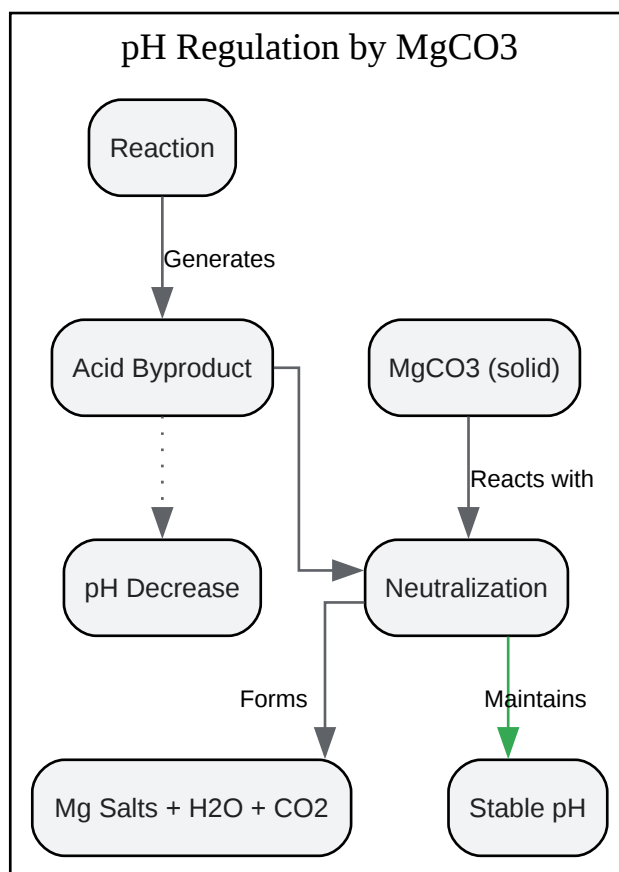 pH Regulation by MgCO3
Reaction
Generates
Acid Byproduct
MgCO3 (solid)
Reacts with
pH Decrease
Neutralization
Forms
Maintains
Mg Salts + H2O + CO2
Stable pH